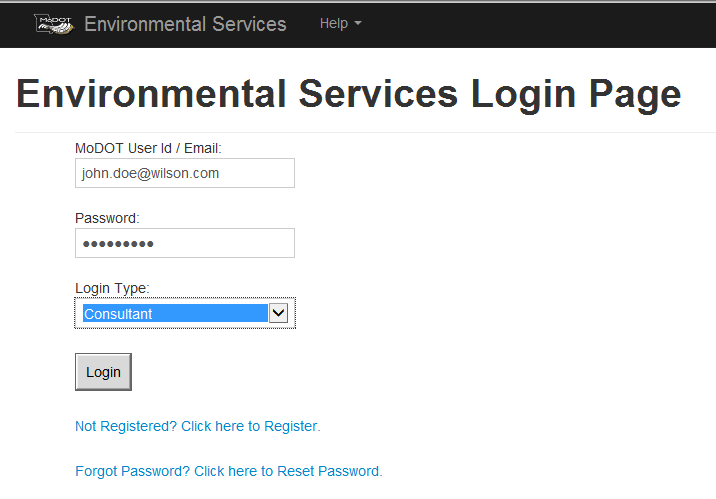 MoDOT Environmental Services Help
Environmental Services Login Page
MoDOT User Id / Email:
john.doe@wilson.com
Password:
●●●●●●●●●
Login Type:
Consultant
Login
Not Registered? Click here to Register.
Forgot Password? Click here to Reset Password.